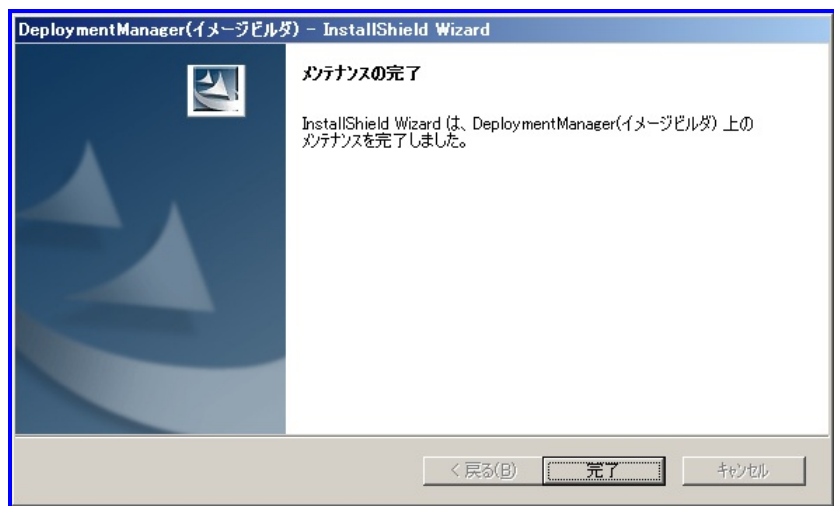 DeploymentManager(イメージビルダ) - InstallShield Wizard
メンテナンスの完了
InstallShield Wizard は、DeploymentManager(イメージビルダ) 上の
メンテナンスを完了しました。
< 戻る(B)
完了
キャンセル